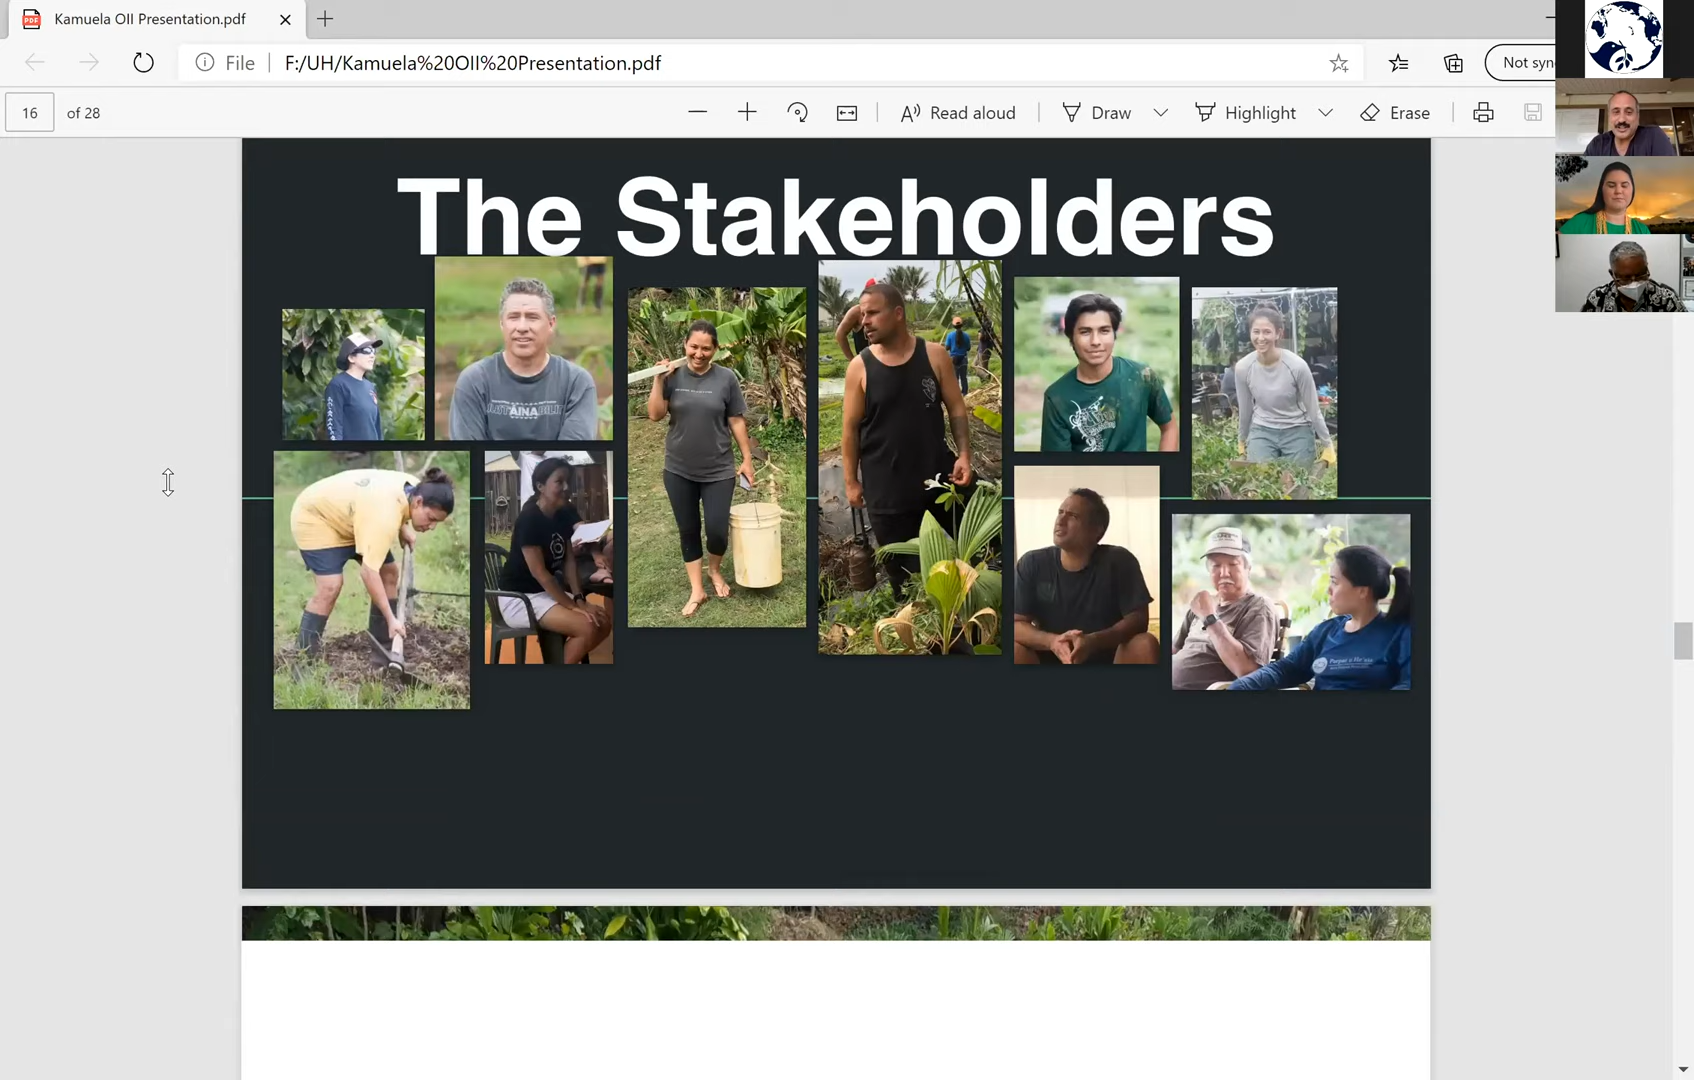 Kamuela OII Presentation.pdf
File
F:/UH/Kamuela%20OII%20Presentation.pdf
Not syn
16 of 28
Read aloud
Draw
Highlight
Erase
The Stakeholders